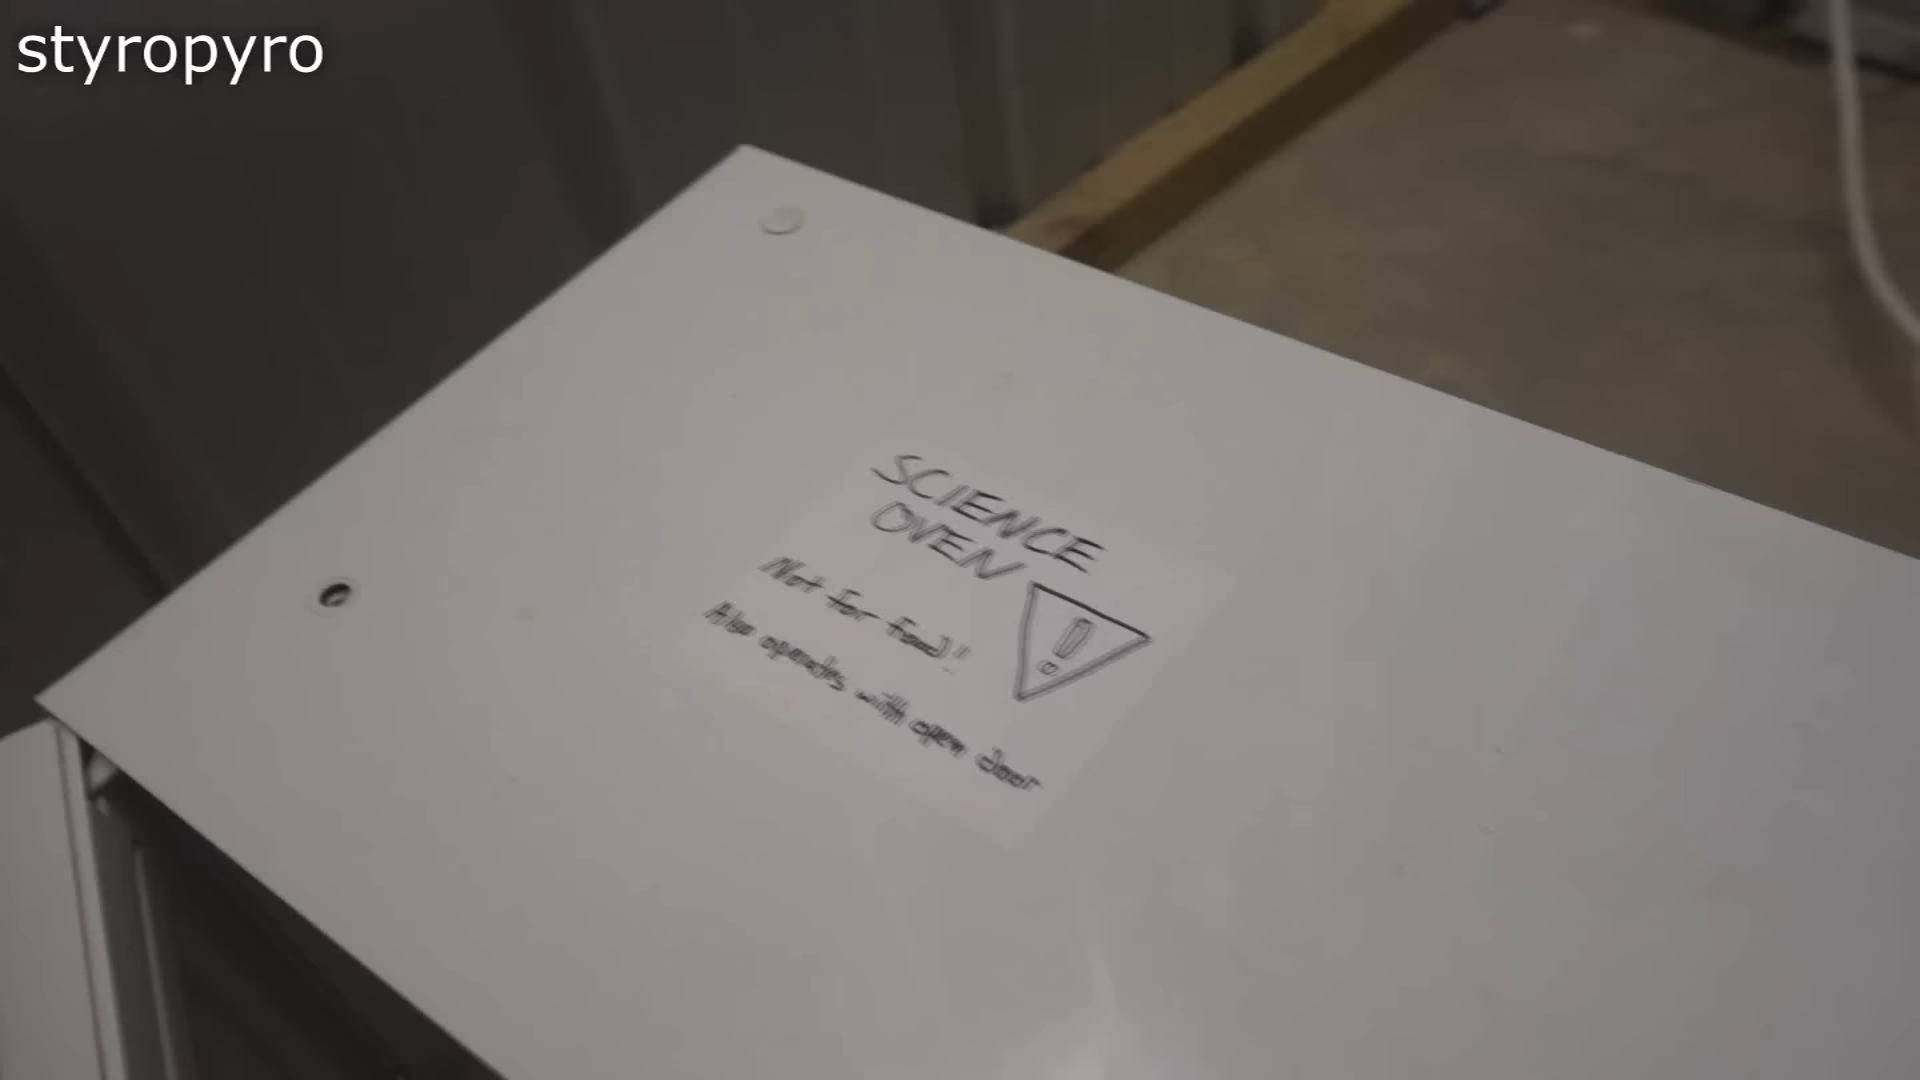 styropyro
SCIENCE
OVEN
Not for food!!
!
Also operates with open door